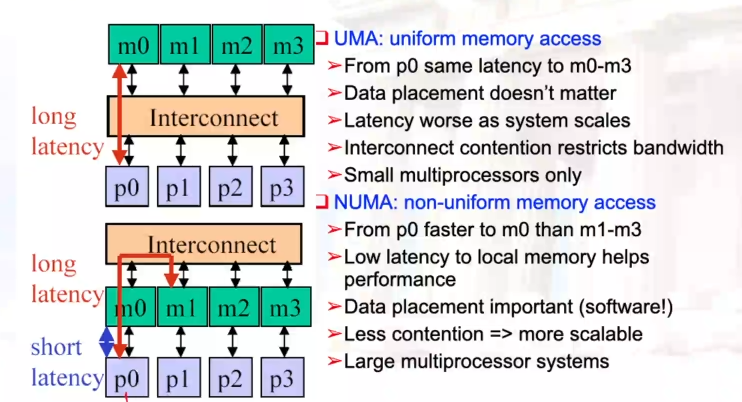 m0 m1 m2 m3
Interconnect
long
latency
p0 p1 p2 p3
Interconnect
long
latency
m0 m1 m2 m3
short
latency
p0 p1 p2 p3
❑ UMA: uniform memory access
➢From p0 same latency to m0-m3
➢Data placement doesn’t matter
➢Latency worse as system scales
➢Interconnect contention restricts bandwidth
➢Small multiprocessors only
❑ NUMA: non-uniform memory access
➢From p0 faster to m0 than m1-m3
➢Low latency to local memory helps
performance
➢Data placement important (software!)
➢Less contention => more scalable
➢Large multiprocessor systems